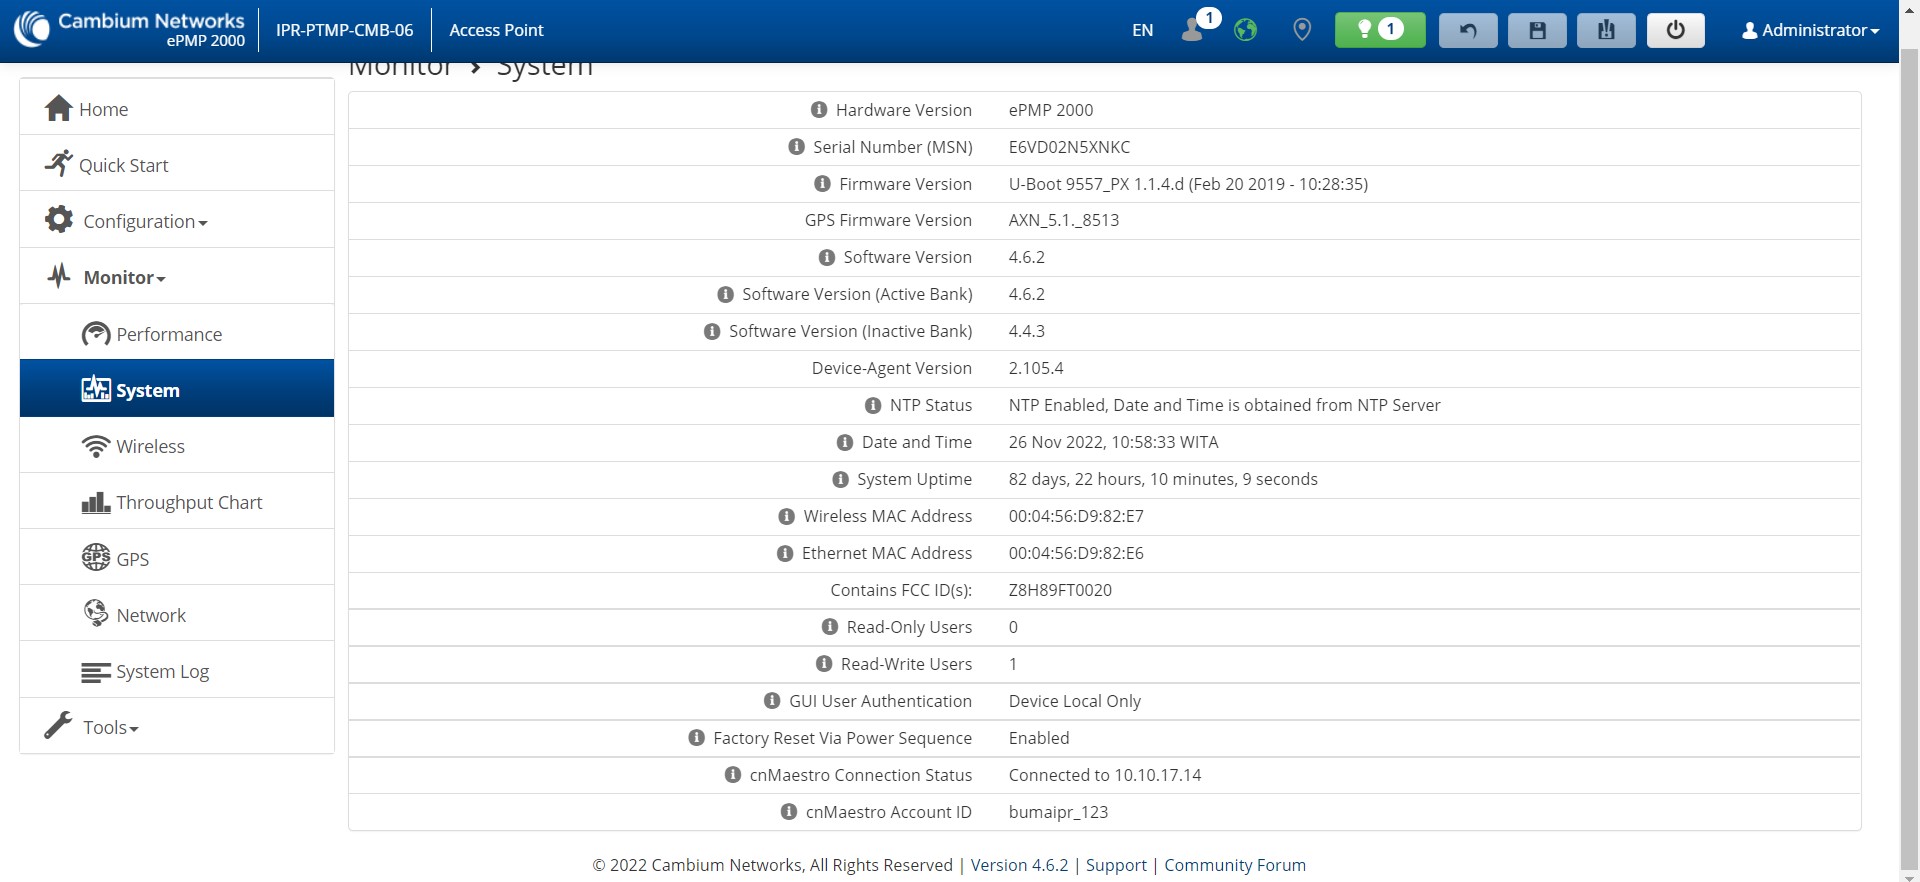 Cambium Networks
ePMP 2000
IPR-PTMP-CMB-06
Access Point
EN
1
1
Administrator
Monitor › System
Home
Quick Start
Configuration
Monitor
Performance
System
Wireless
Throughput Chart
GPS
Network
System Log
Tools
Hardware Version ePMP 2000
Serial Number (MSN) E6VD02N5XNKC
Firmware Version U-Boot 9557_PX 1.1.4.d (Feb 20 2019 - 10:28:35)
GPS Firmware Version AXN_5.1._8513
Software Version 4.6.2
Software Version (Active Bank) 4.6.2
Software Version (Inactive Bank) 4.4.3
Device-Agent Version 2.105.4
NTP Status NTP Enabled, Date and Time is obtained from NTP Server
Date and Time 26 Nov 2022, 10:58:33 WITA
System Uptime 82 days, 22 hours, 10 minutes, 9 seconds
Wireless MAC Address 00:04:56:D9:82:E7
Ethernet MAC Address 00:04:56:D9:82:E6
Contains FCC ID(s): Z8H89FT0020
Read-Only Users 0
Read-Write Users 1
GUI User Authentication Device Local Only
Factory Reset Via Power Sequence Enabled
cnMaestro Connection Status Connected to 10.10.17.14
cnMaestro Account ID bumaipr_123
© 2022 Cambium Networks, All Rights Reserved | Version 4.6.2 | Support | Community Forum